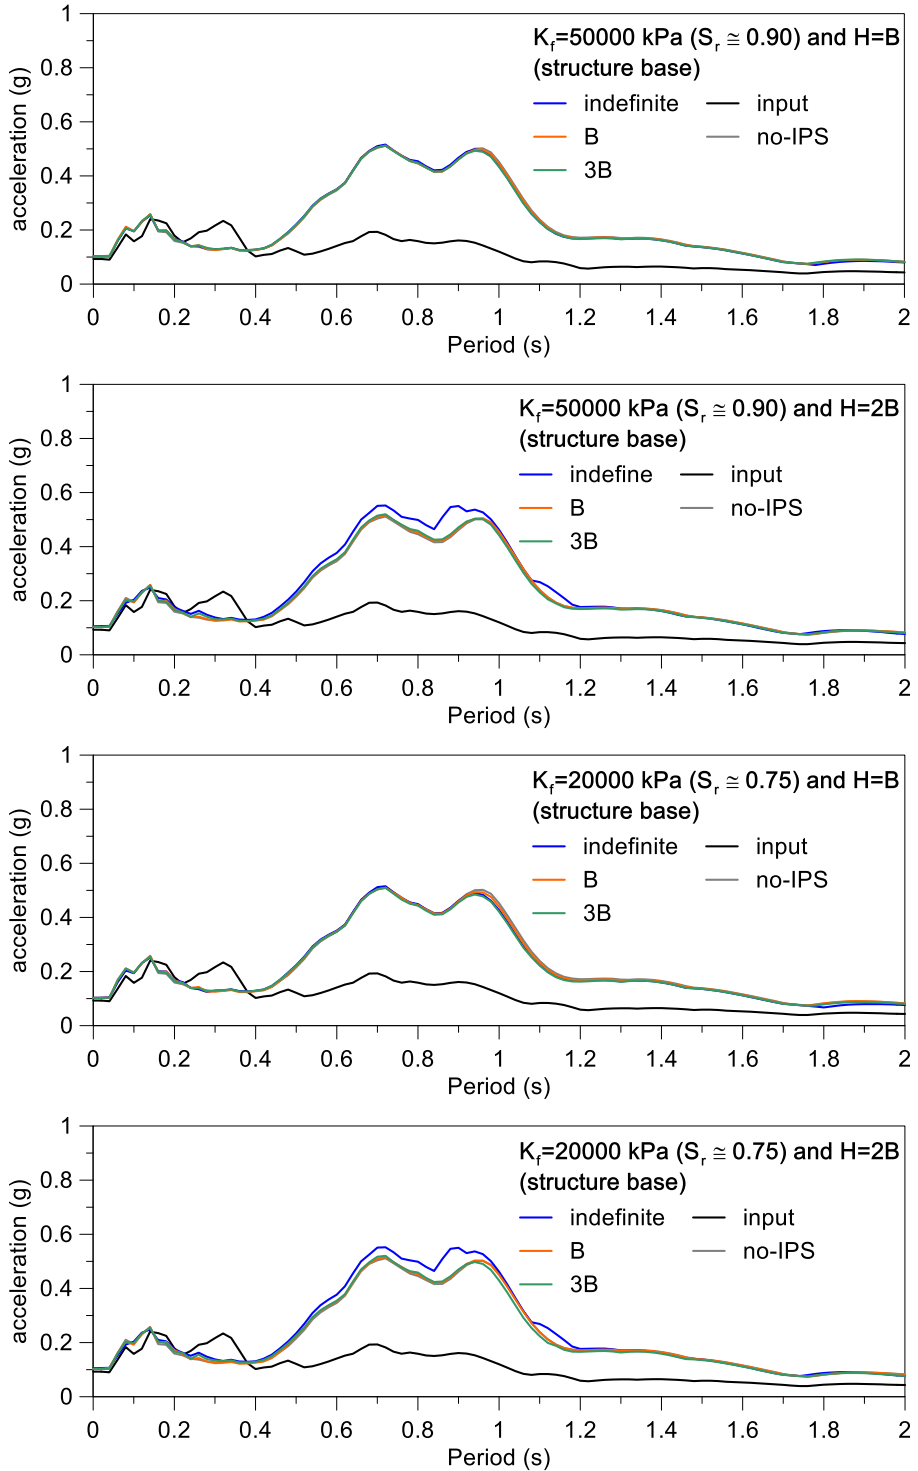 K_f=50000 kPa (S_r ≅ 0.90) and H=B
(structure base)
indefinite input
B no-IPS
3B
acceleration (g)
1
0.8
0.6
0.4
0.2
0
0 0.2 0.4 0.6 0.8 1 1.2 1.4 1.6 1.8 2
Period (s)
K_f=50000 kPa (S_r ≅ 0.90) and H=2B
(structure base)
indefine input
B no-IPS
3B
acceleration (g)
1
0.8
0.6
0.4
0.2
0
0 0.2 0.4 0.6 0.8 1 1.2 1.4 1.6 1.8 2
Period (s)
K_f=20000 kPa (S_r ≅ 0.75) and H=B
(structure base)
indefinite input
B no-IPS
3B
acceleration (g)
1
0.8
0.6
0.4
0.2
0
0 0.2 0.4 0.6 0.8 1 1.2 1.4 1.6 1.8 2
Period (s)
K_f=20000 kPa (S_r ≅ 0.75) and H=2B
(structure base)
indefinite input
B no-IPS
3B
acceleration (g)
1
0.8
0.6
0.4
0.2
0
0 0.2 0.4 0.6 0.8 1 1.2 1.4 1.6 1.8 2
Period (s)